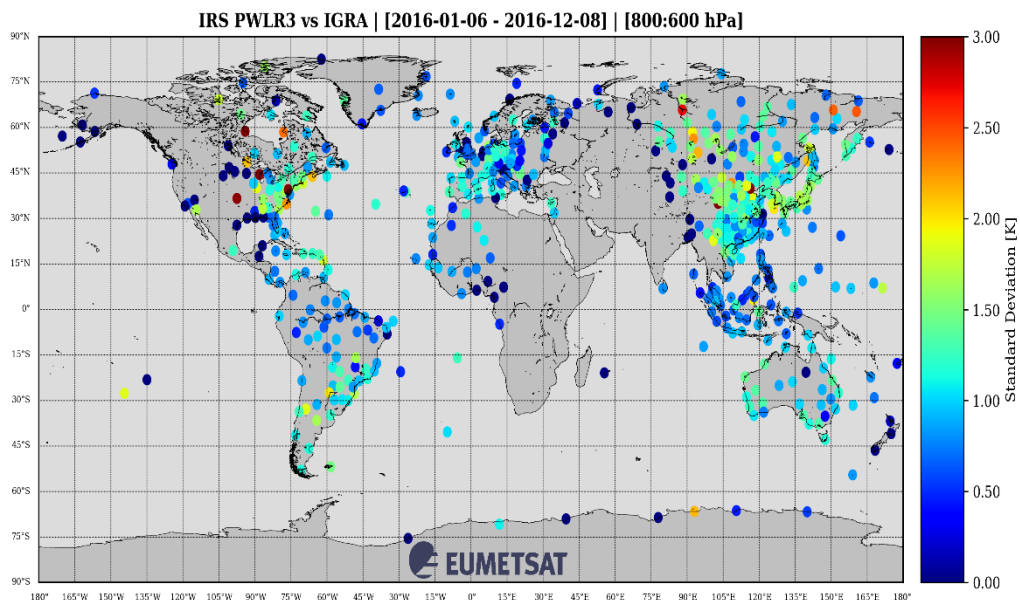 IRS PWLR3 vs IGRA | [2016-01-06 - 2016-12-08] | [800:600 hPa]
90°N
75°N
60°N
45°N
30°N
15°N
0°
15°S
30°S
45°S
60°S
75°S
90°S
180° 165°W 150°W 135°W 120°W 105°W 90°W 75°W 60°W 45°W 30°W 15°W 0° 15°E 30°E 45°E 60°E 75°E 90°E 105°E 120°E 135°E 150°E 165°E 180°
EUMETSAT
3.00
2.50
2.00
1.50
1.00
0.50
0.00
Standard Deviation [K]